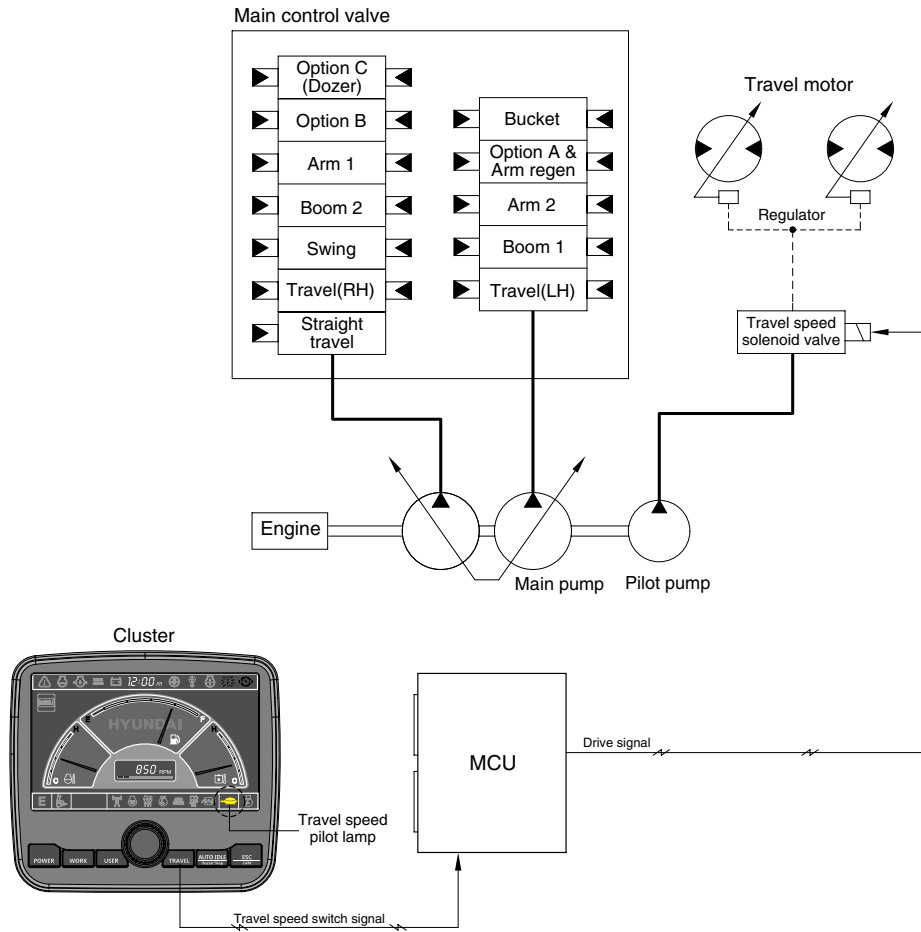 Main control valve
Option C
(Dozer)
Option B
Arm 1
Boom 2
Swing
Travel(RH)
Straight
travel
Bucket
Option A &
Arm regen
Arm 2
Boom 1
Travel(LH)
Travel motor
Regulator
Travel speed
solenoid valve
Engine
Main pump
Pilot pump
Cluster
12:00
E
F
HYUNDAI
H
H
C
C
850 RPM
E
Travel speed
pilot lamp
POWER
WORK
USER
TRAVEL
AUTO IDLE
ESC
MCU
Drive signal
Travel speed switch signal